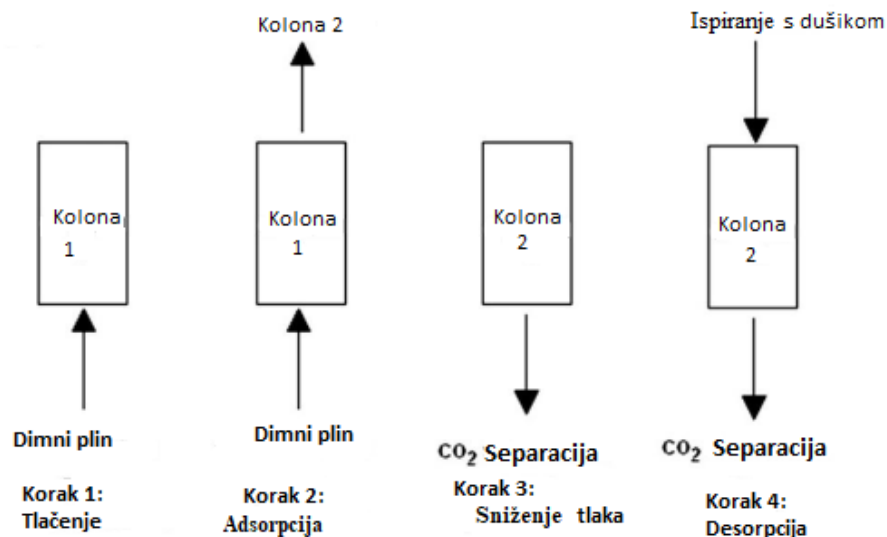 Kolona 2
Ispiranje s dušikom
Kolona
1
Kolona
1
Kolona
2
Kolona
2
Dimni plin
Dimni plin
CO₂ Separacija
CO₂ Separacija
Korak 1:
Tlačenje
Korak 2:
Adsorpcija
Korak 3:
Sniženje tlaka
Korak 4:
Desorpcija